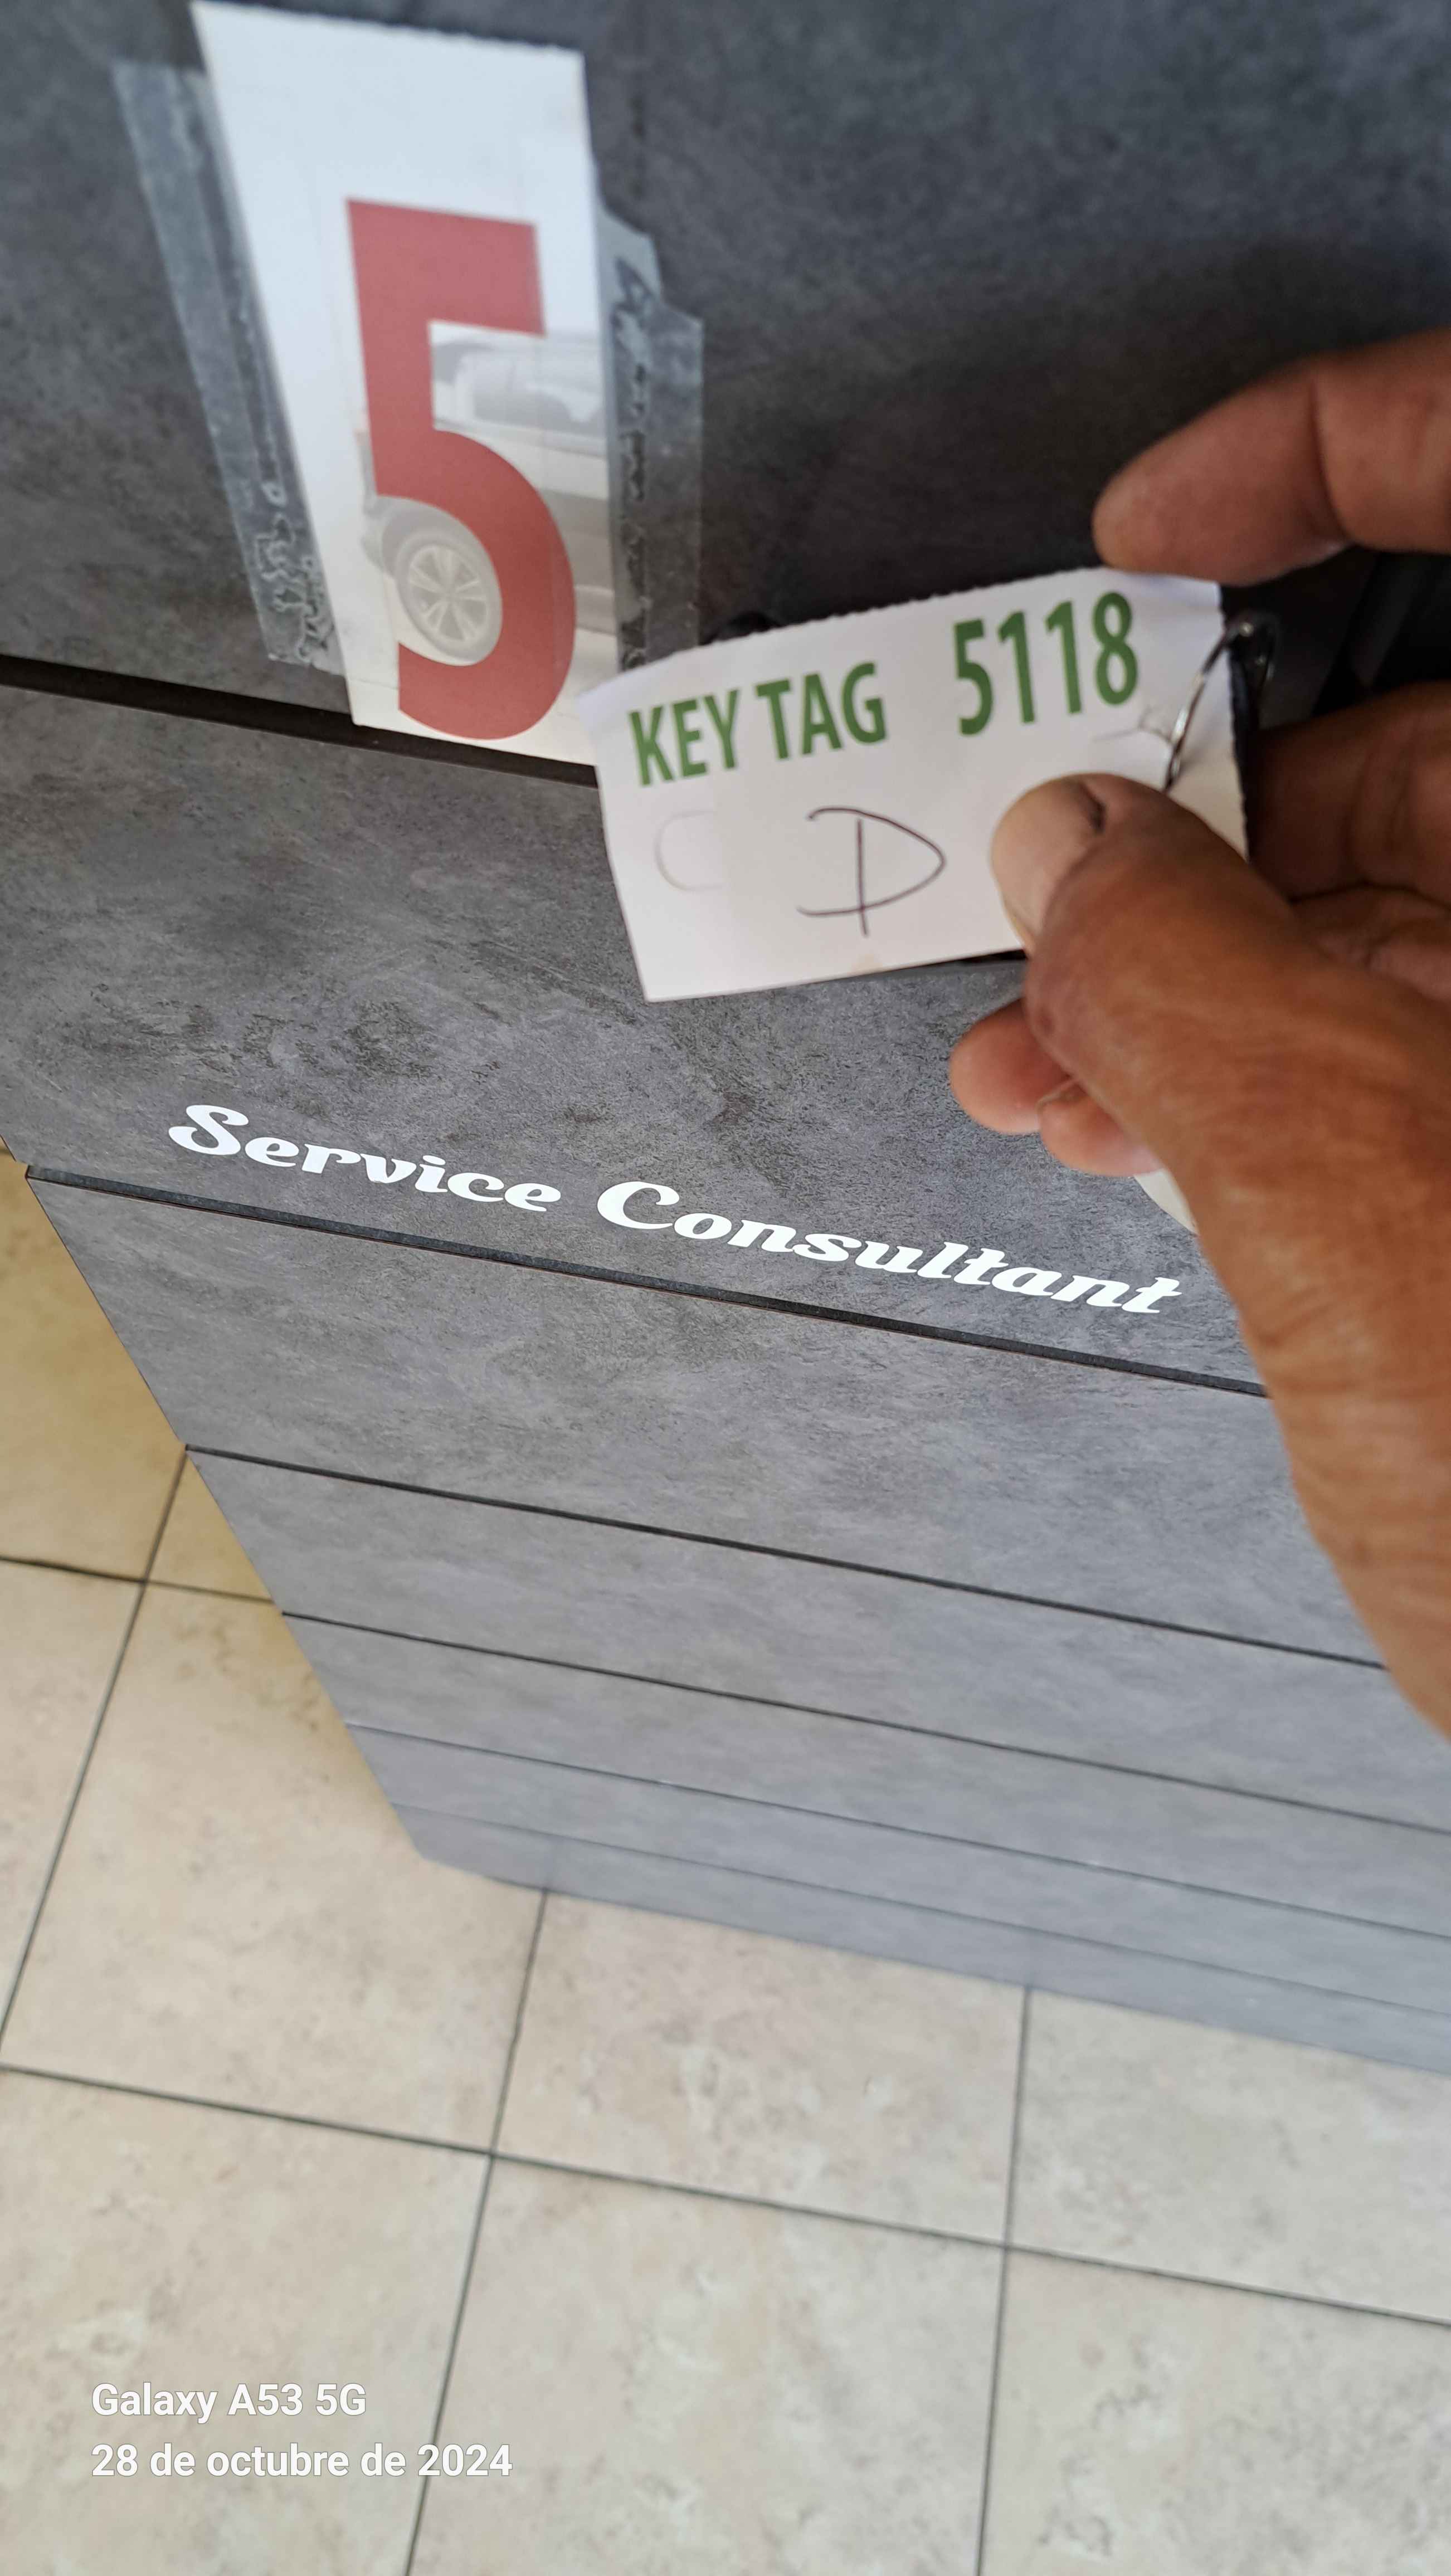 5
KEY TAG 5118
D
Service Consultant
Galaxy A53 5G
28 de octubre de 2024